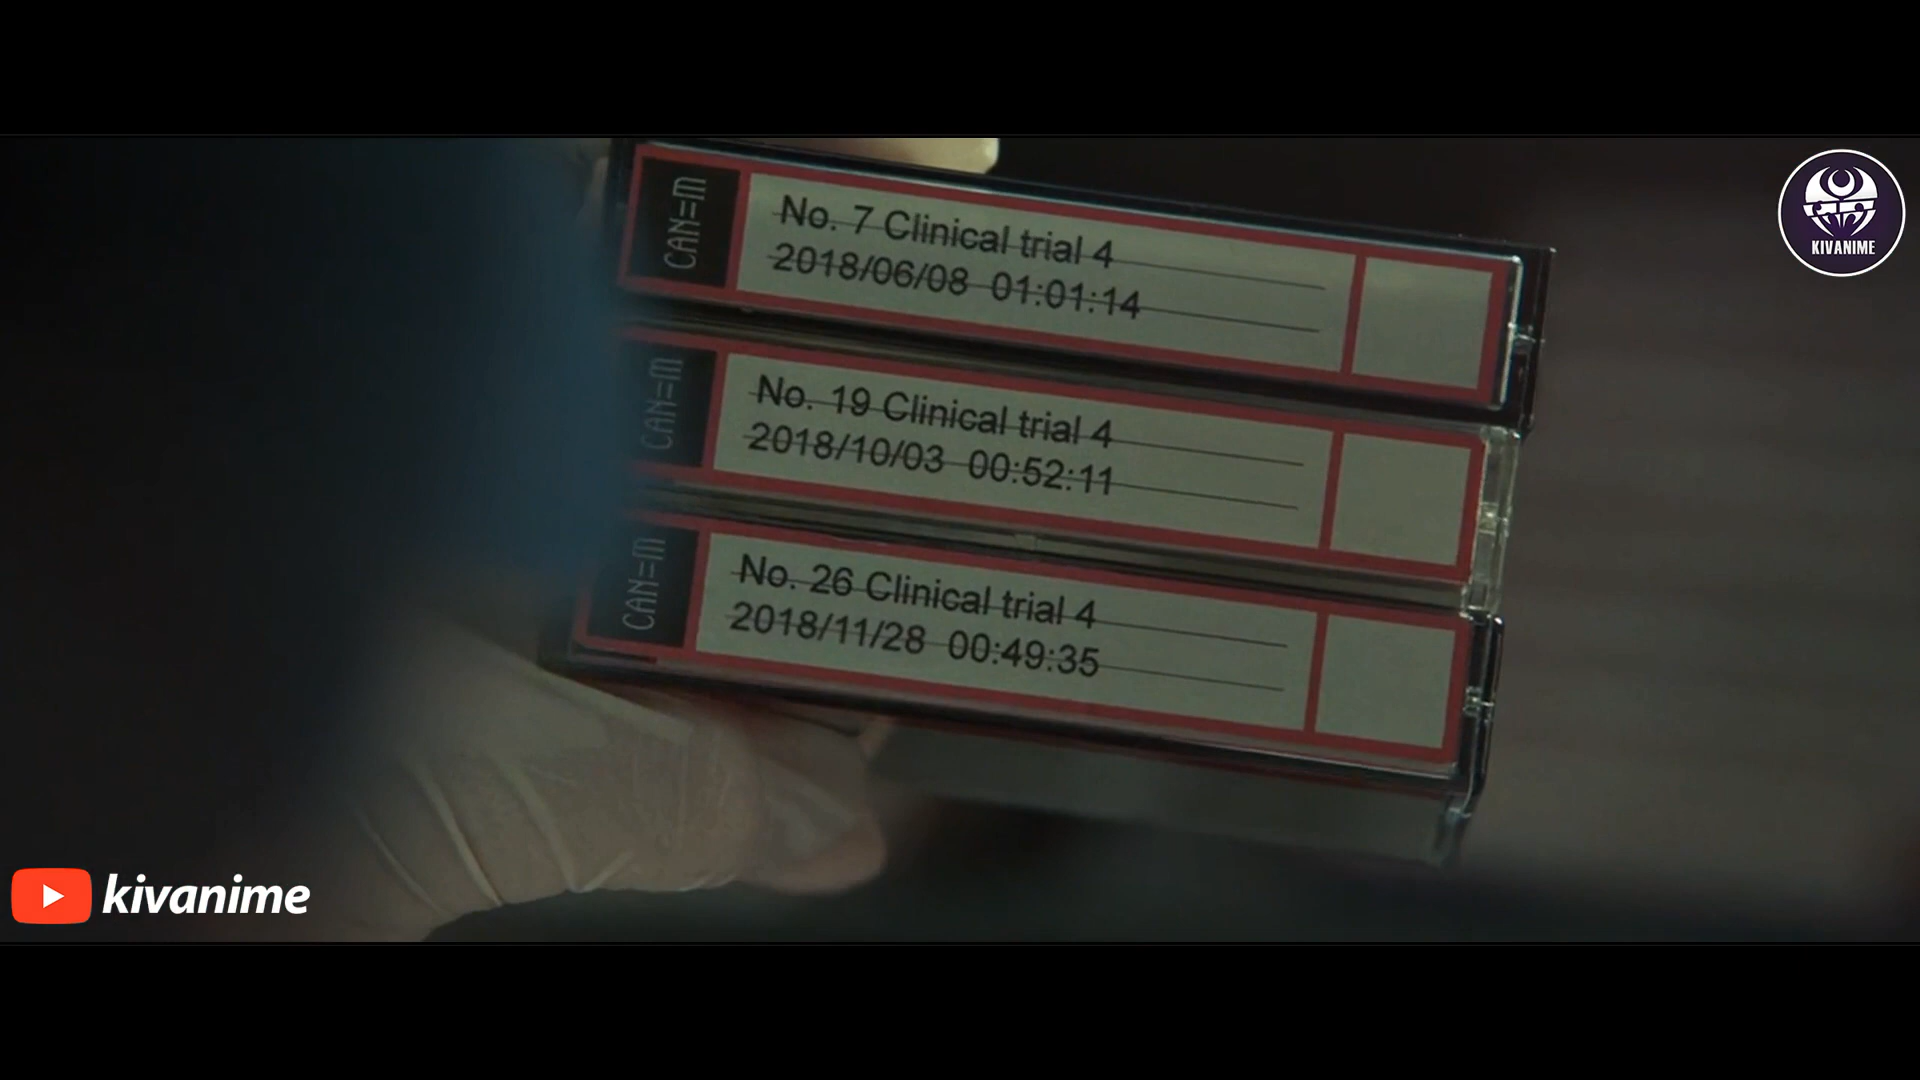 KIVANIME
CAN=M
No. 7 Clinical trial 4
2018/06/08 01:01:14
CAN=M
No. 19 Clinical trial 4
2018/10/03 00:52:11
CAN=M
No. 26 Clinical trial 4
2018/11/28 00:49:35
kivanime